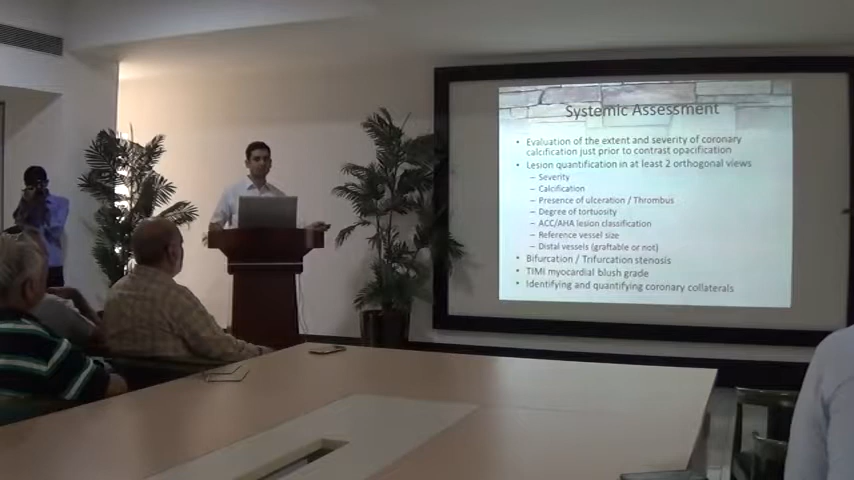 Systemic Assessment
• Evaluation of the extent and severity of coronary
calcification just prior to contrast opacification
• Lesion quantification in at least 2 orthogonal views
– Severity
– Calcification
– Presence of ulceration / Thrombus
– Degree of tortuosity
– ACC/AHA lesion classification
– Reference vessel size
– Distal vessels (graftable or not)
• Bifurcation / Trifurcation stenosis
• TIMI myocardial blush grade
• Identifying and quantifying coronary collaterals